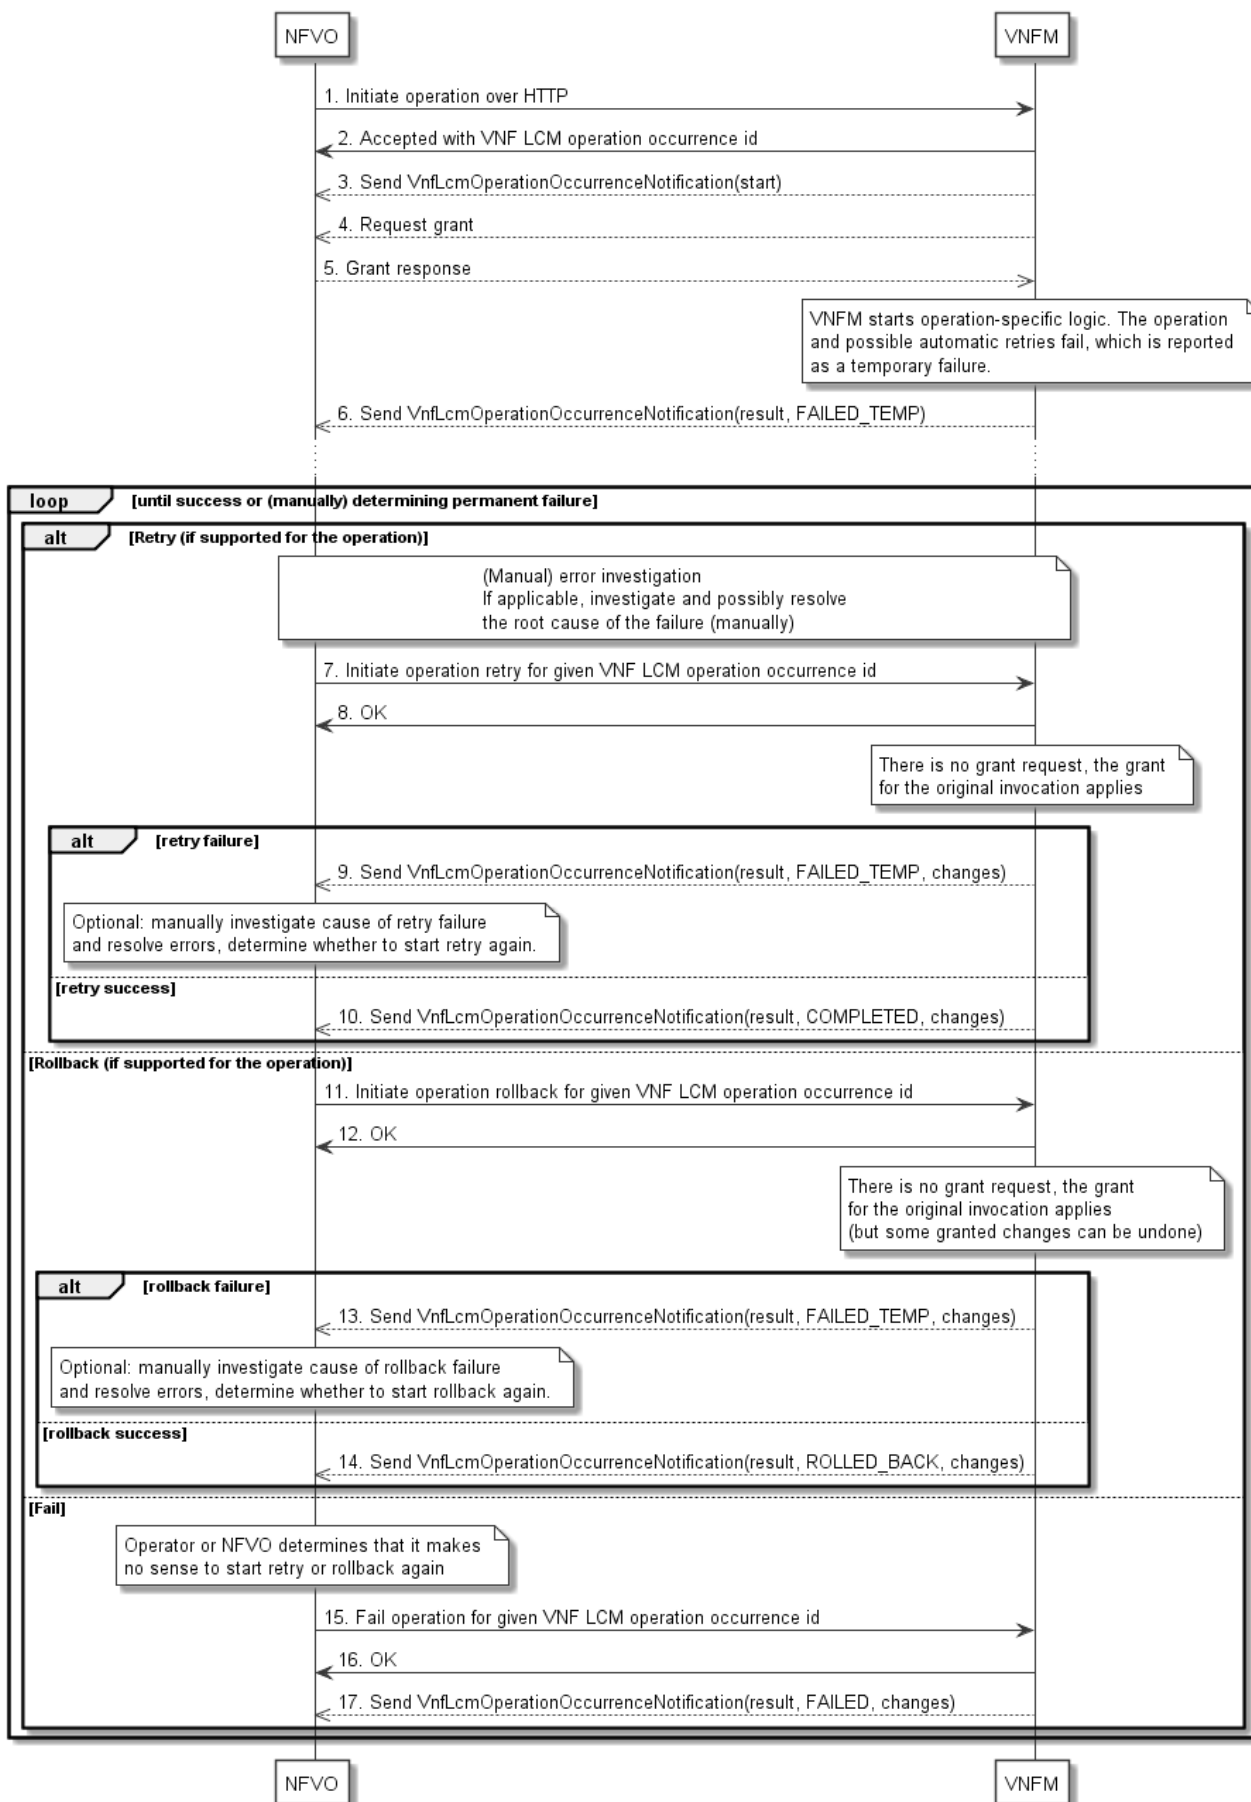 NFVO
VNFM
1. Initiate operation over HTTP
2. Accepted with VNF LCM operation occurrence id
3. Send VnfLcmOperationOccurrenceNotification(start)
4. Request grant
5. Grant response
VNFM starts operation-specific logic. The operation
and possible automatic retries fail, which is reported
as a temporary failure.
6. Send VnfLcmOperationOccurrenceNotification(result, FAILED_TEMP)
loop
[until success or (manually) determining permanent failure]
alt
[Retry (if supported for the operation)]
(Manual) error investigation
If applicable, investigate and possibly resolve
the root cause of the failure (manually)
7. Initiate operation retry for given VNF LCM operation occurrence id
8. OK
There is no grant request, the grant
for the original invocation applies
alt
[retry failure]
9. Send VnfLcmOperationOccurrenceNotification(result, FAILED_TEMP, changes)
Optional: manually investigate cause of retry failure
and resolve errors, determine whether to start retry again.
[retry success]
10. Send VnfLcmOperationOccurrenceNotification(result, COMPLETED, changes)
[Rollback (if supported for the operation)]
11. Initiate operation rollback for given VNF LCM operation occurrence id
12. OK
There is no grant request, the grant
for the original invocation applies
(but some granted changes can be undone)
alt
[rollback failure]
13. Send VnfLcmOperationOccurrenceNotification(result, FAILED_TEMP, changes)
Optional: manually investigate cause of rollback failure
and resolve errors, determine whether to start rollback again.
[rollback success]
14. Send VnfLcmOperationOccurrenceNotification(result, ROLLED_BACK, changes)
[Fail]
Operator or NFVO determines that it makes
no sense to start retry or rollback again
15. Fail operation for given VNF LCM operation occurrence id
16. OK
17. Send VnfLcmOperationOccurrenceNotification(result, FAILED, changes)
NFVO
VNFM